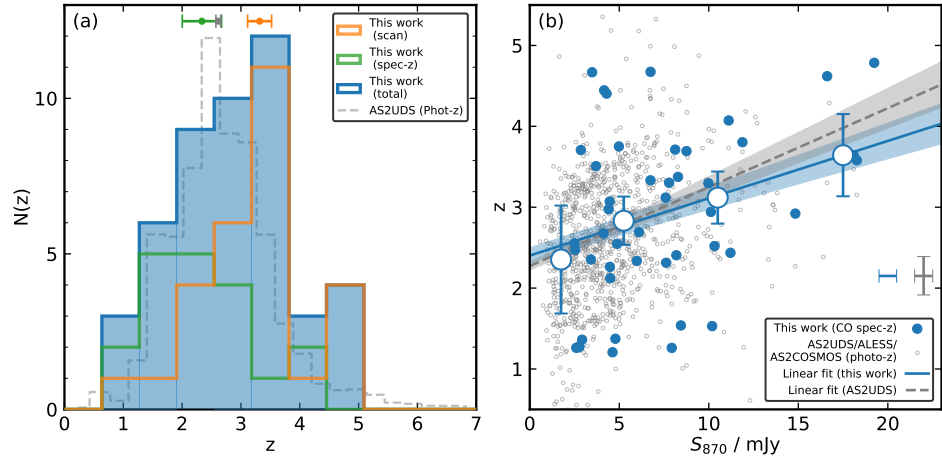 (a)
This work
(scan)
This work
(spec-z)
This work
(total)
AS2UDS (Phot-z)
N(z)
10
5
0
0 1 2 3 4 5 6 7
z
(b)
z
5
4
3
2
1
This work (CO spec-z)
AS2UDS/ALESS/
AS2COSMOS (photo-z)
Linear fit (this work)
Linear fit (AS2UDS)
0 5 10 15 20
S870 / mJy